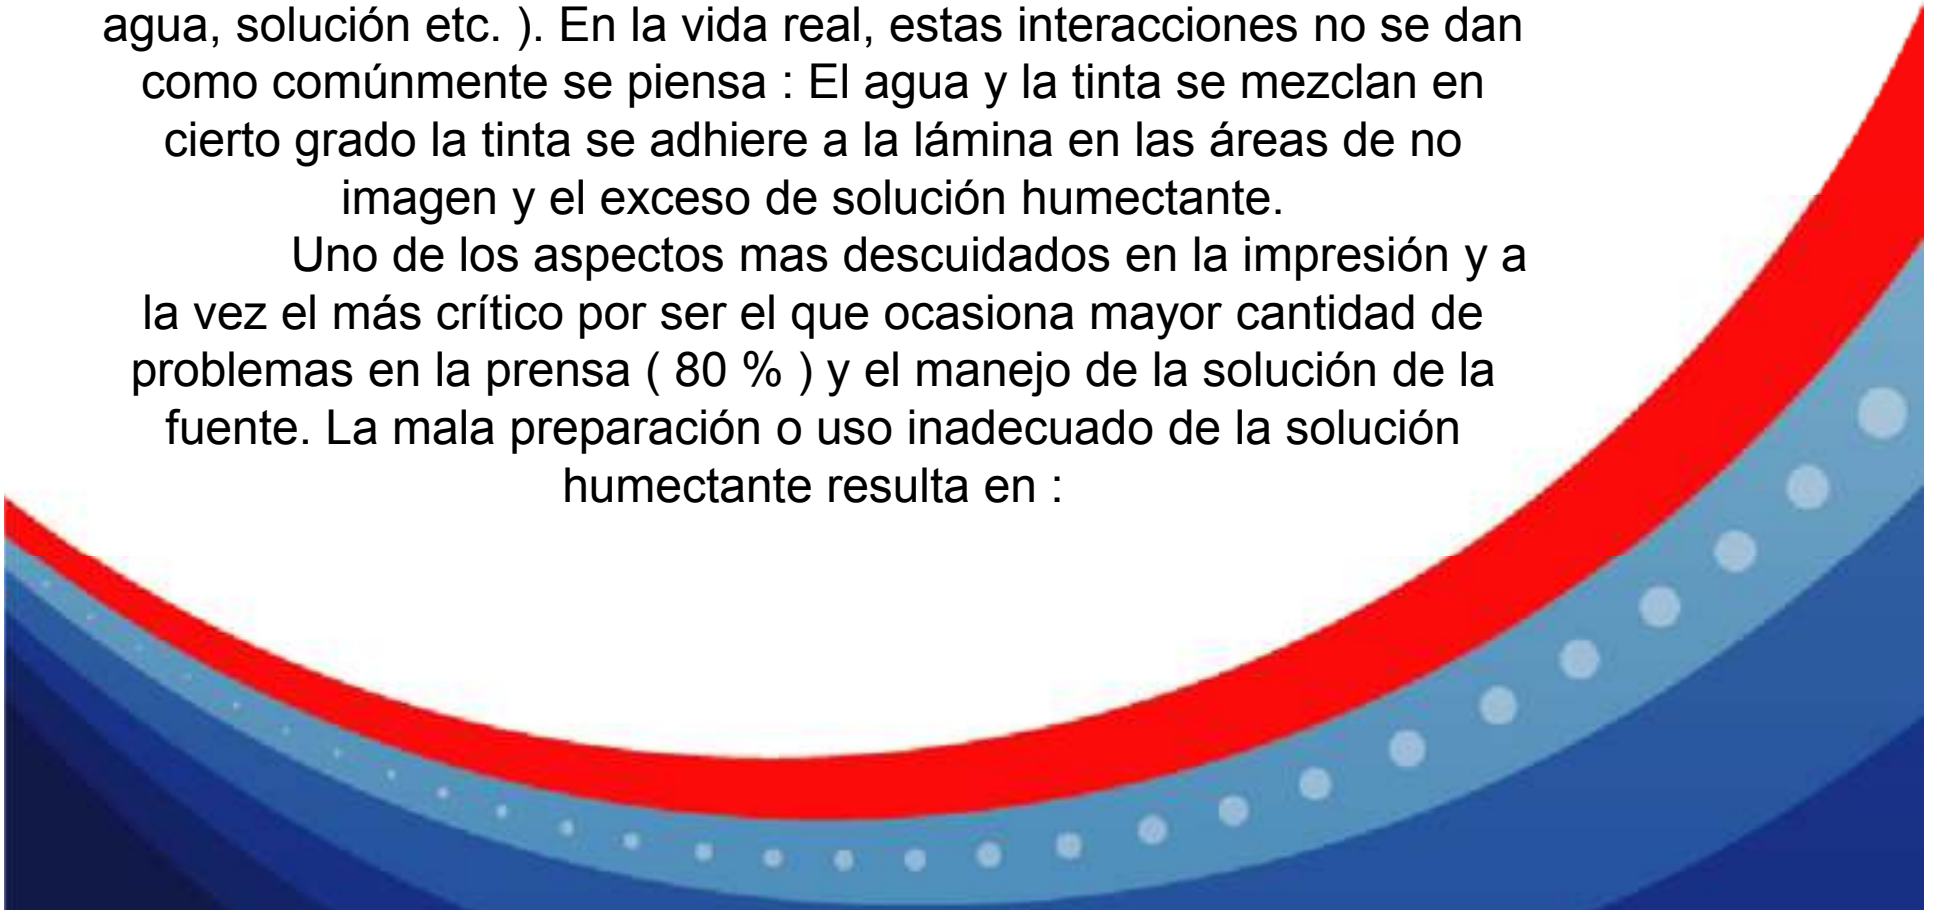 agua, solución etc. ). En la vida real, estas interacciones no se dan
como comúnmente se piensa : El agua y la tinta se mezclan en
cierto grado la tinta se adhiere a la lámina en las áreas de no
imagen y el exceso de solución humectante.
Uno de los aspectos mas descuidados en la impresión y a
la vez el más crítico por ser el que ocasiona mayor cantidad de
problemas en la prensa ( 80 % ) y el manejo de la solución de la
fuente. La mala preparación o uso inadecuado de la solución
humectante resulta en :